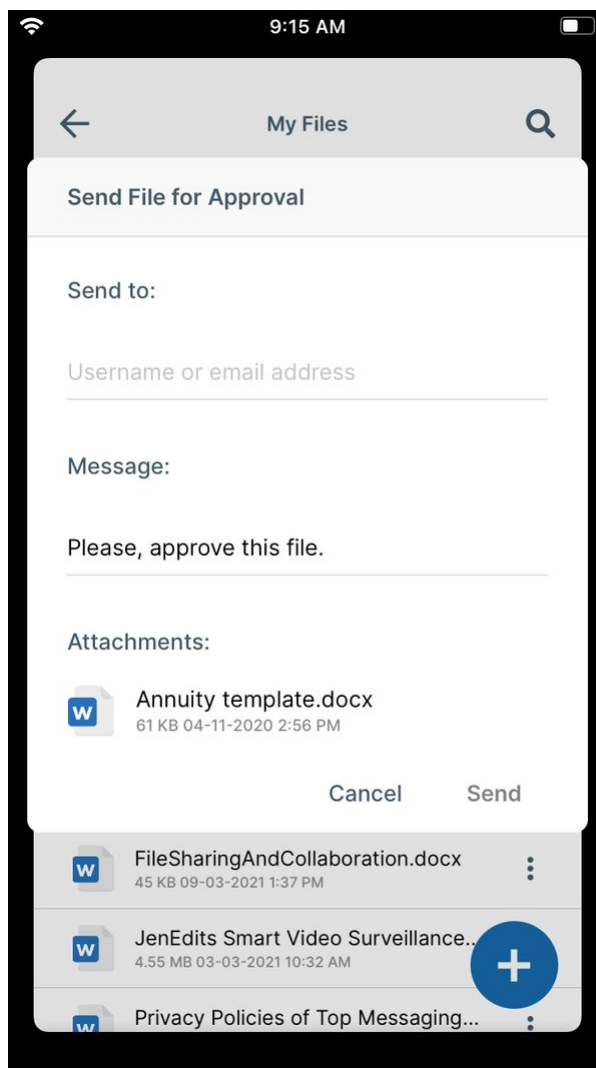 9:15 AM
My Files
Send File for Approval
Send to:
Username or email address
Message:
Please, approve this file.
Attachments:
W
Annuity template.docx
61 KB 04-11-2020 2:56 PM
Cancel Send
W
FileSharingAndCollaboration.docx
45 KB 09-03-2021 1:37 PM
W
JenEdits Smart Video Surveillance..
4.55 MB 03-03-2021 10:32 AM
W
Privacy Policies of Top Messaging...